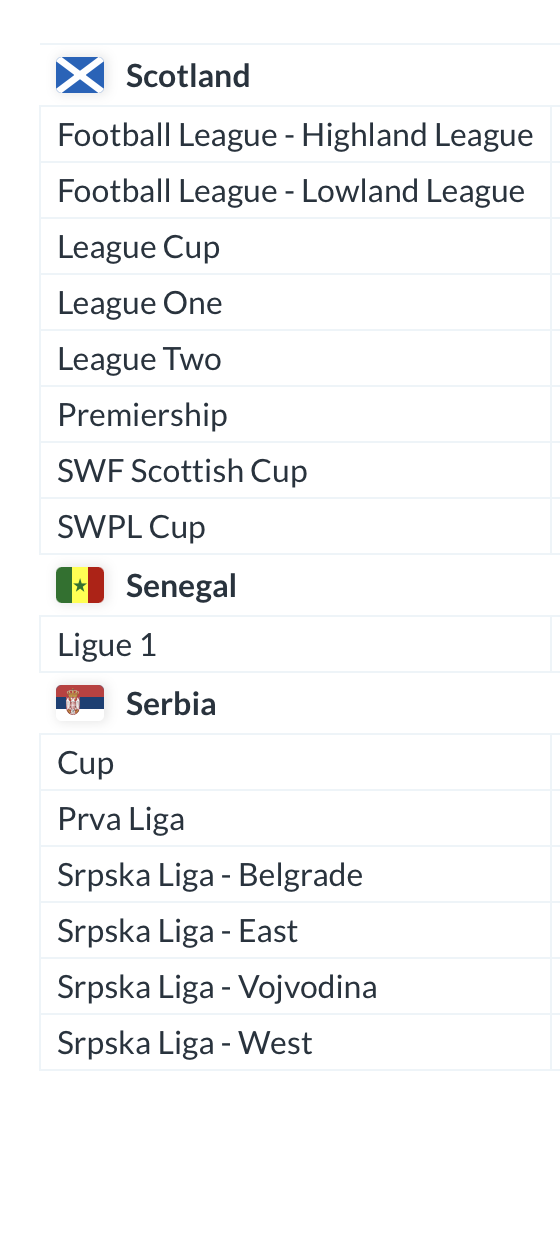 Scotland
Football League - Highland League
Football League - Lowland League
League Cup
League One
League Two
Premiership
SWF Scottish Cup
SWPL Cup
Senegal
Ligue 1
Serbia
Cup
Prva Liga
Srpska Liga - Belgrade
Srpska Liga - East
Srpska Liga - Vojvodina
Srpska Liga - West